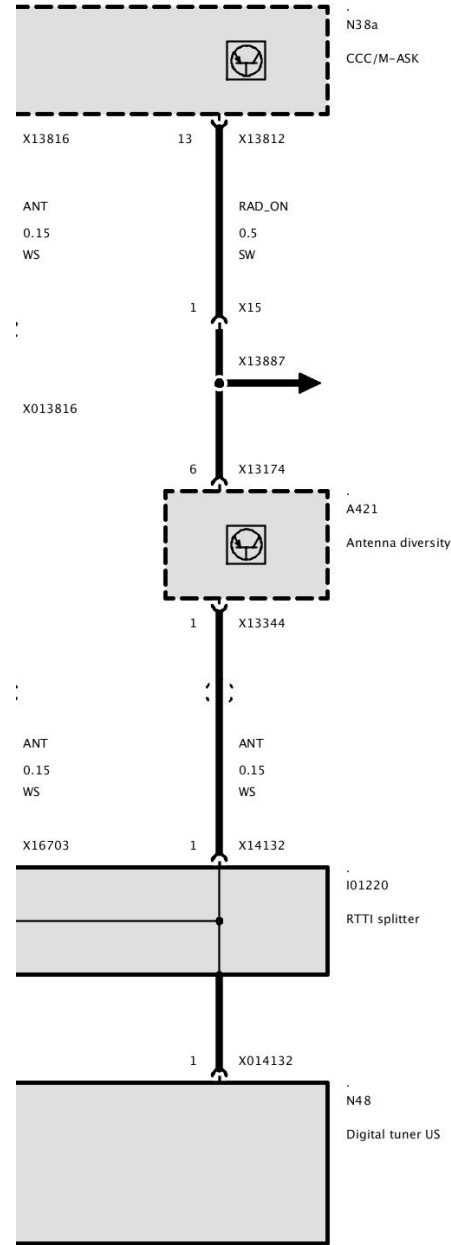 .
N38a
CCC/M-ASK
X13816 13 X13812
ANT RAD_ON
0.15 0.5
WS SW
1 X15
X13887
X013816
6 X13174
.
A421
Antenna diversity
1 X13344
ANT ANT
0.15 0.15
WS WS
X16703 1 X14132
.
I01220
RTTI splitter
1 X014132
.
N48
Digital tuner US